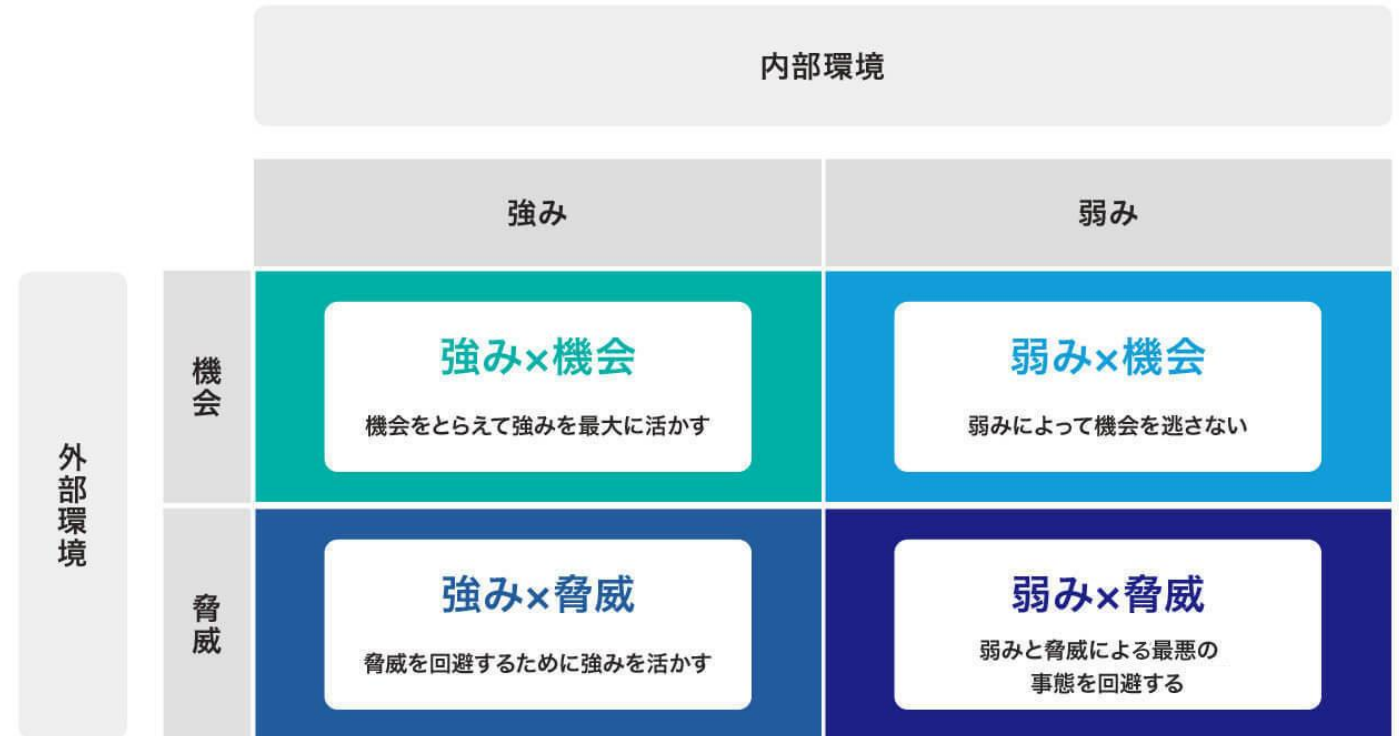 内部環境
強み
弱み
外部環境
機会
強み×機会
機会をとらえて強みを最大に活かす
弱み×機会
弱みによって機会を逃さない
脅威
強み×脅威
脅威を回避するために強みを活かす
弱み×脅威
弱みと脅威による最悪の
事態を回避する